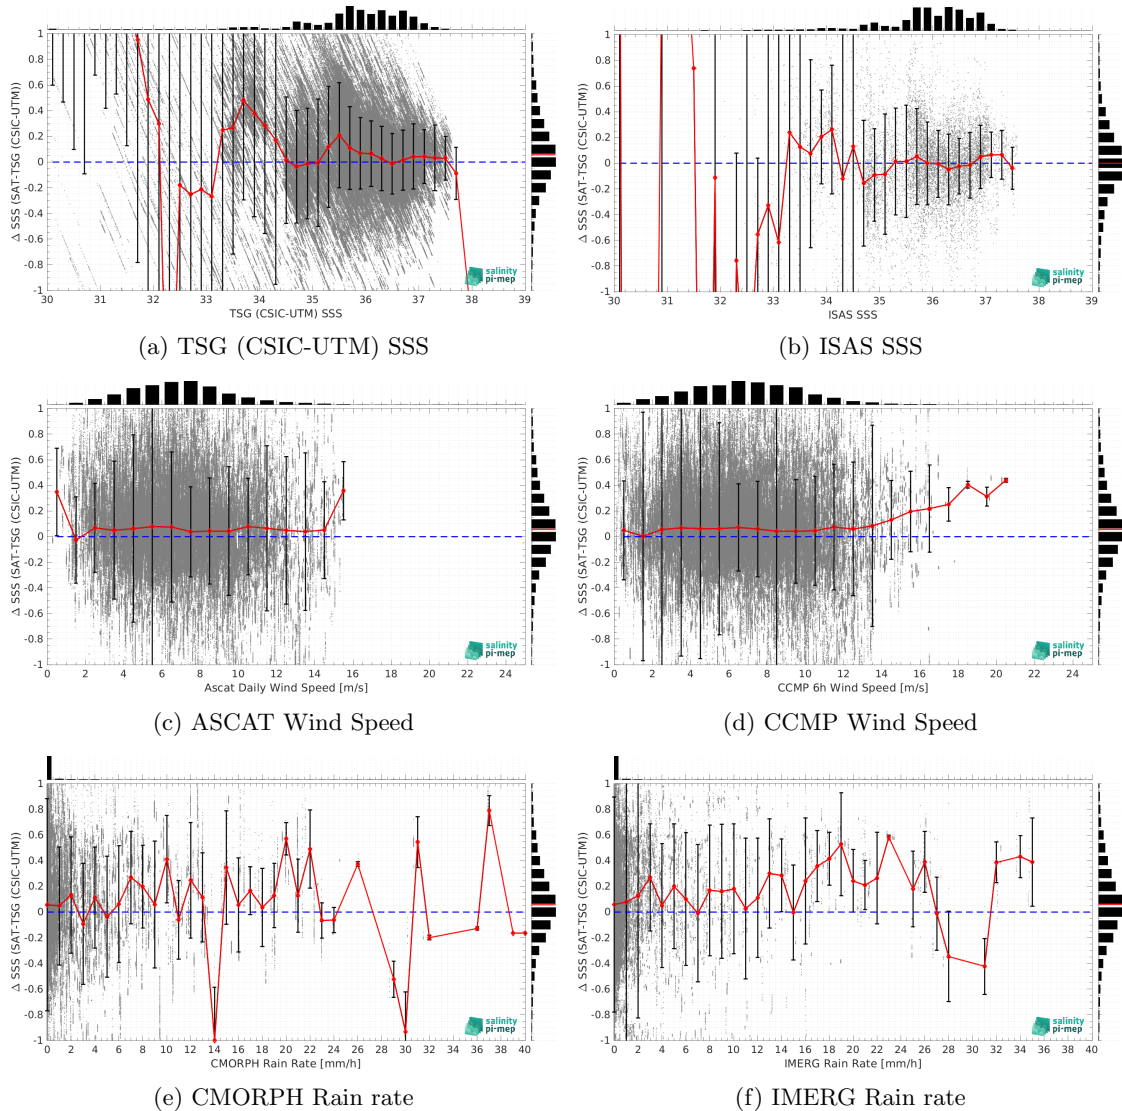 1
0.8
0.6
0.4
0.2
0
-0.2
-0.4
-0.6
-0.8
-1
Δ SSS (SAT-TSG (CSIC-UTM))
30 31 32 33 34 35 36 37 38 39
TSG (CSIC-UTM) SSS
salinity
pi-mep
(a) TSG (CSIC-UTM) SSS
1
0.8
0.6
0.4
0.2
0
-0.2
-0.4
-0.6
-0.8
-1
Δ SSS (SAT-TSG (CSIC-UTM))
30 31 32 33 34 35 36 37 38 39
ISAS SSS
salinity
pi-mep
(b) ISAS SSS
1
0.8
0.6
0.4
0.2
0
-0.2
-0.4
-0.6
-0.8
-1
Δ SSS (SAT-TSG (CSIC-UTM))
0 2 4 6 8 10 12 14 16 18 20 22 24
Ascat Daily Wind Speed [m/s]
salinity
pi-mep
(c) ASCAT Wind Speed
1
0.8
0.6
0.4
0.2
0
-0.2
-0.4
-0.6
-0.8
-1
Δ SSS (SAT-TSG (CSIC-UTM))
0 2 4 6 8 10 12 14 16 18 20 22 24
CCMP 6h Wind Speed [m/s]
salinity
pi-mep
(d) CCMP Wind Speed
1
0.8
0.6
0.4
0.2
0
-0.2
-0.4
-0.6
-0.8
-1
Δ SSS (SAT-TSG (CSIC-UTM))
0 2 4 6 8 10 12 14 16 18 20 22 24 26 28 30 32 34 36 38 40
CMORPH Rain Rate [mm/h]
salinity
pi-mep
(e) CMORPH Rain rate
1
0.8
0.6
0.4
0.2
0
-0.2
-0.4
-0.6
-0.8
-1
Δ SSS (SAT-TSG (CSIC-UTM))
0 2 4 6 8 10 12 14 16 18 20 22 24 26 28 30 32 34 36 38 40
IMERG Rain Rate [mm/h]
salinity
pi-mep
(f) IMERG Rain rate